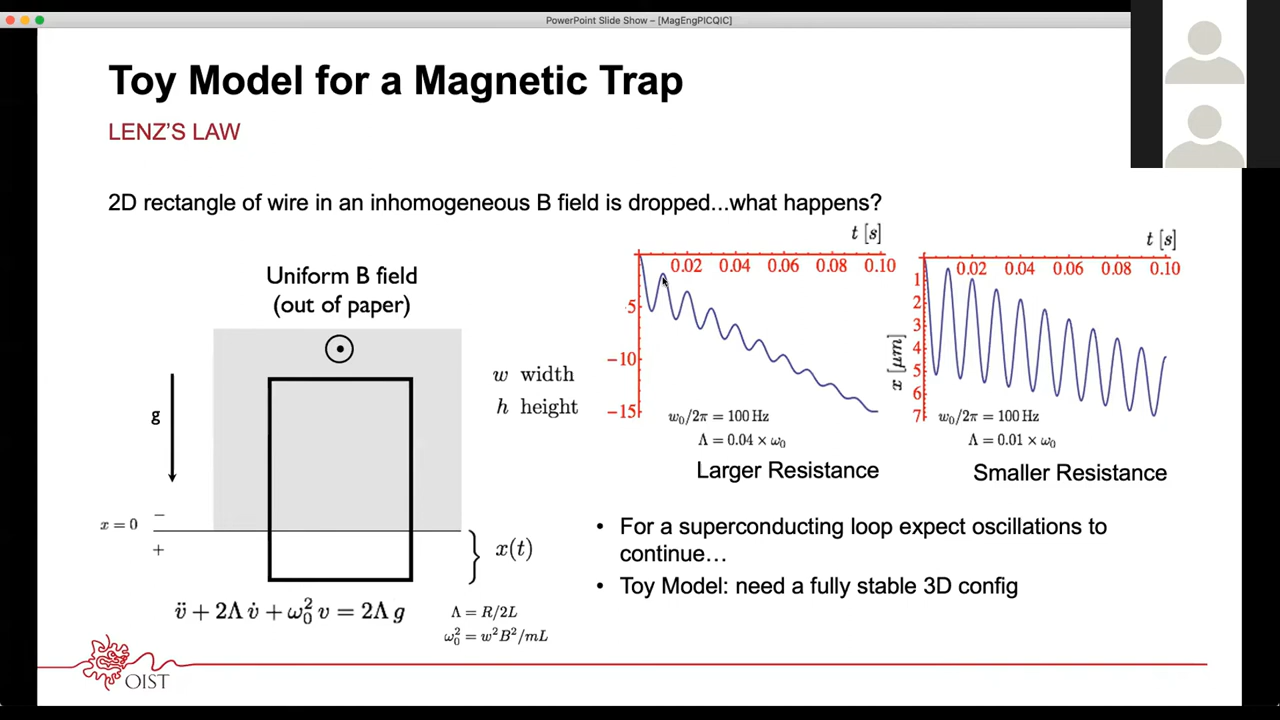 PowerPoint Slide Show – [MagEngPICQIC]
Toy Model for a Magnetic Trap
LENZ'S LAW
2D rectangle of wire in an inhomogeneous B field is dropped...what happens?
Uniform B field
(out of paper)
g
x = 0
−
+
w width
h height
x(t)
v̈ + 2Λ v̇ + ω₀² v = 2Λ g
Λ = R/2L
ω₀² = w²B²/mL
t [s]
0.02 0.04 0.06 0.08 0.10
5
−10
−15
w₀/2π = 100 Hz
Λ = 0.04 × ω₀
Larger Resistance
t [s]
0.02 0.04 0.06 0.08 0.10
x [μm]
1
2
3
4
5
6
7
w₀/2π = 100 Hz
Λ = 0.01 × ω₀
Smaller Resistance
• For a superconducting loop expect oscillations to
continue…
• Toy Model: need a fully stable 3D config
OIST